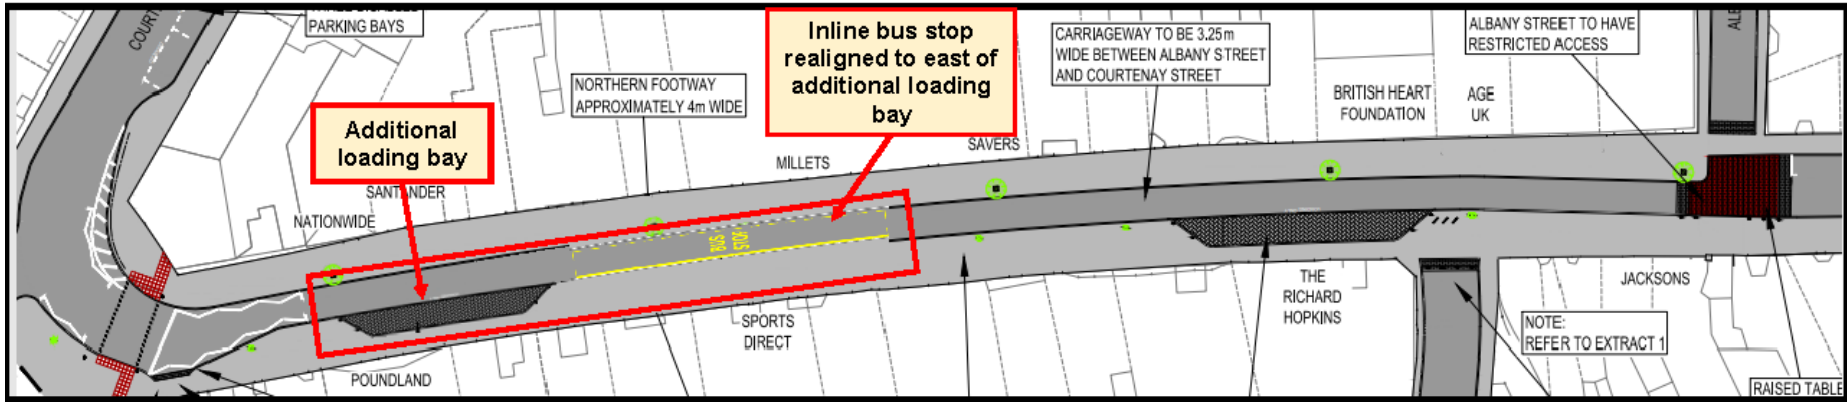 PARKING BAYS
COURT
Inline bus stop
realigned to east of
additional loading
bay
CARRIAGEWAY TO BE 3.25m
WIDE BETWEEN ALBANY STREET
AND COURTENAY STREET
ALBANY STREET TO HAVE
RESTRICTED ACCESS
NORTHERN FOOTWAY
APPROXIMATELY 4m WIDE
Additional
loading bay
BRITISH HEART
FOUNDATION
AGE
UK
SAVERS
MILLETS
SANTANDER
NATIONWIDE
BUS
STOP
SPORTS
DIRECT
POUNDLAND
THE
RICHARD
HOPKINS
JACKSONS
NOTE:
REFER TO EXTRACT 1
RAISED TABLE